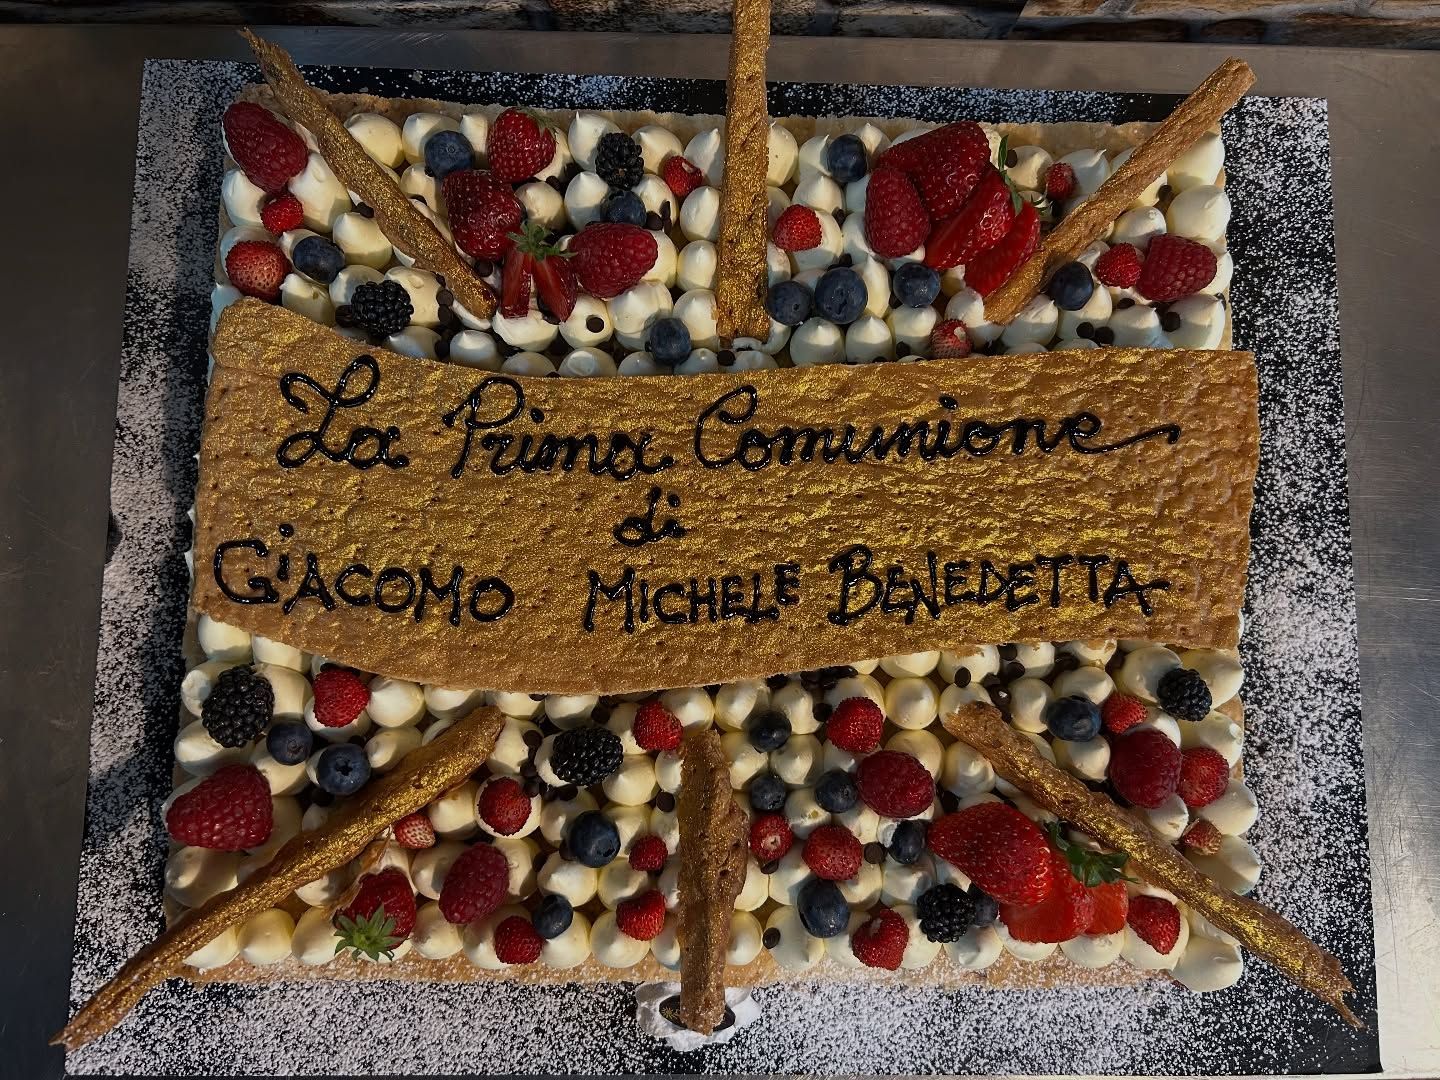 La Prima Comunione
di
GiACOMO MICHELE BENEDETTA